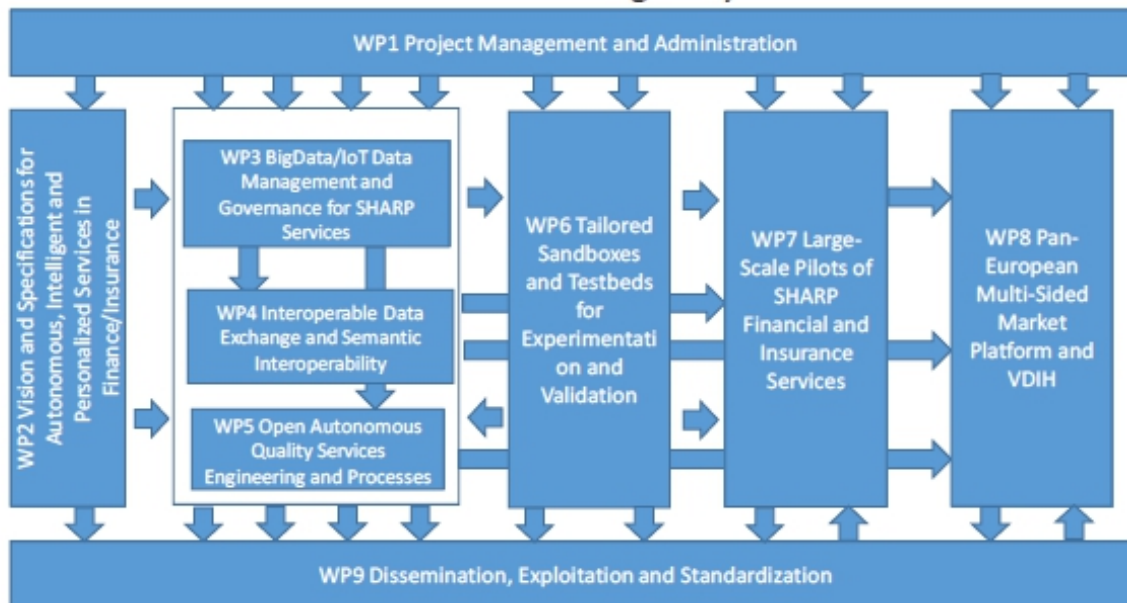 WP1 Project Management and Administration
WP2 Vision and Specifications for
Autonomous, Intelligent and
Personalized Services in
Finance/Insurance
WP3 BigData/IoT Data
Management and
Governance for SHARP
Services
WP4 Interoperable Data
Exchange and Semantic
Interoperability
WP5 Open Autonomous
Quality Services
Engineering and Processes
WP6 Tailored
Sandboxes
and Testbeds
for
Experimentati
on and
Validation
WP7 Large-
Scale Pilots of
SHARP
Financial and
Insurance
Services
WP8 Pan-
European
Multi-Sided
Market
Platform and
VDIH
WP9 Dissemination, Exploitation and Standardization